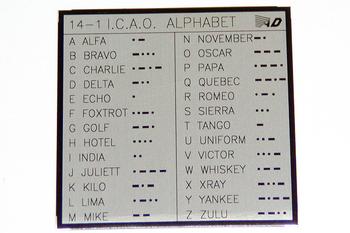 14-1 I.C.A.O. ALPHABET D
A ALFA
B BRAVO
C CHARLIE
D DELTA
E ECHO
F FOXTROT
G GOLF
H HOTEL
I INDIA
J JULIETT
K KILO
L LIMA
M MIKE
N NOVEMBER
O OSCAR
P PAPA
Q QUEBEC
R ROMEO
S SIERRA
T TANGO
U UNIFORM
V VICTOR
W WHISKEY
X XRAY
Y YANKEE
Z ZULU